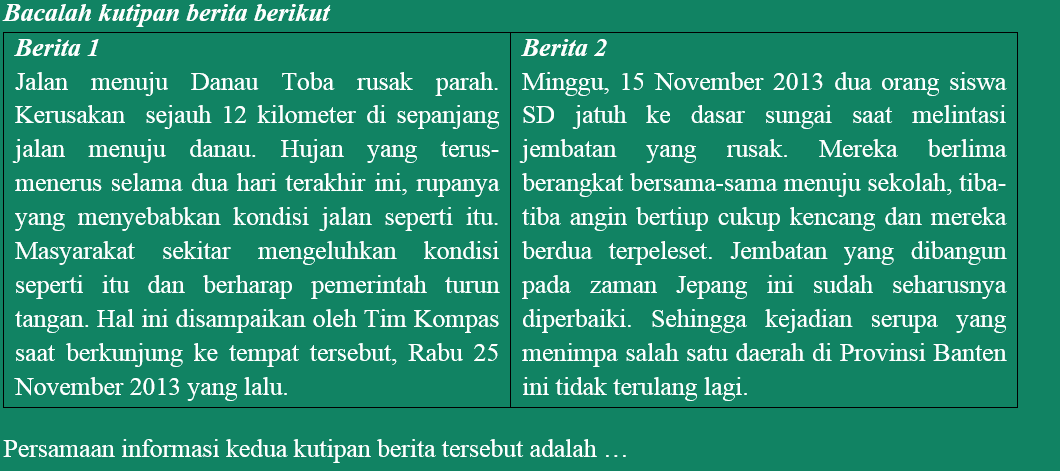 Bacalah kutipan berita berikut
Berita 1
Jalan menuju Danau Toba rusak parah.
Kerusakan sejauh 12 kilometer di sepanjang
jalan menuju danau. Hujan yang terus-
menerus selama dua hari terakhir ini, rupanya
yang menyebabkan kondisi jalan seperti itu.
Masyarakat sekitar mengeluhkan kondisi
seperti itu dan berharap pemerintah turun
tangan. Hal ini disampaikan oleh Tim Kompas
saat berkunjung ke tempat tersebut, Rabu 25
November 2013 yang lalu.
Berita 2
Minggu, 15 November 2013 dua orang siswa
SD jatuh ke dasar sungai saat melintasi
jembatan yang rusak. Mereka berlima
berangkat bersama-sama menuju sekolah, tiba-
tiba angin bertiup cukup kencang dan mereka
berdua terpeleset. Jembatan yang dibangun
pada zaman Jepang ini sudah seharusnya
diperbaiki. Sehingga kejadian serupa yang
menimpa salah satu daerah di Provinsi Banten
ini tidak terulang lagi.
Persamaan informasi kedua kutipan berita tersebut adalah …